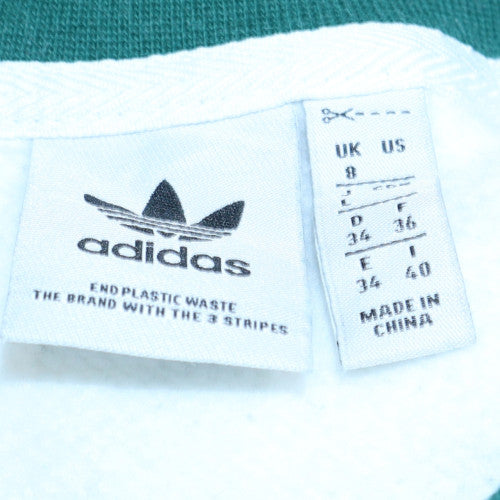 adidas
END PLASTIC WASTE
THE BRAND WITH THE 3 STRIPES
UK US
8
J
D F
34 36
E I
34 40
MADE IN
CHINA